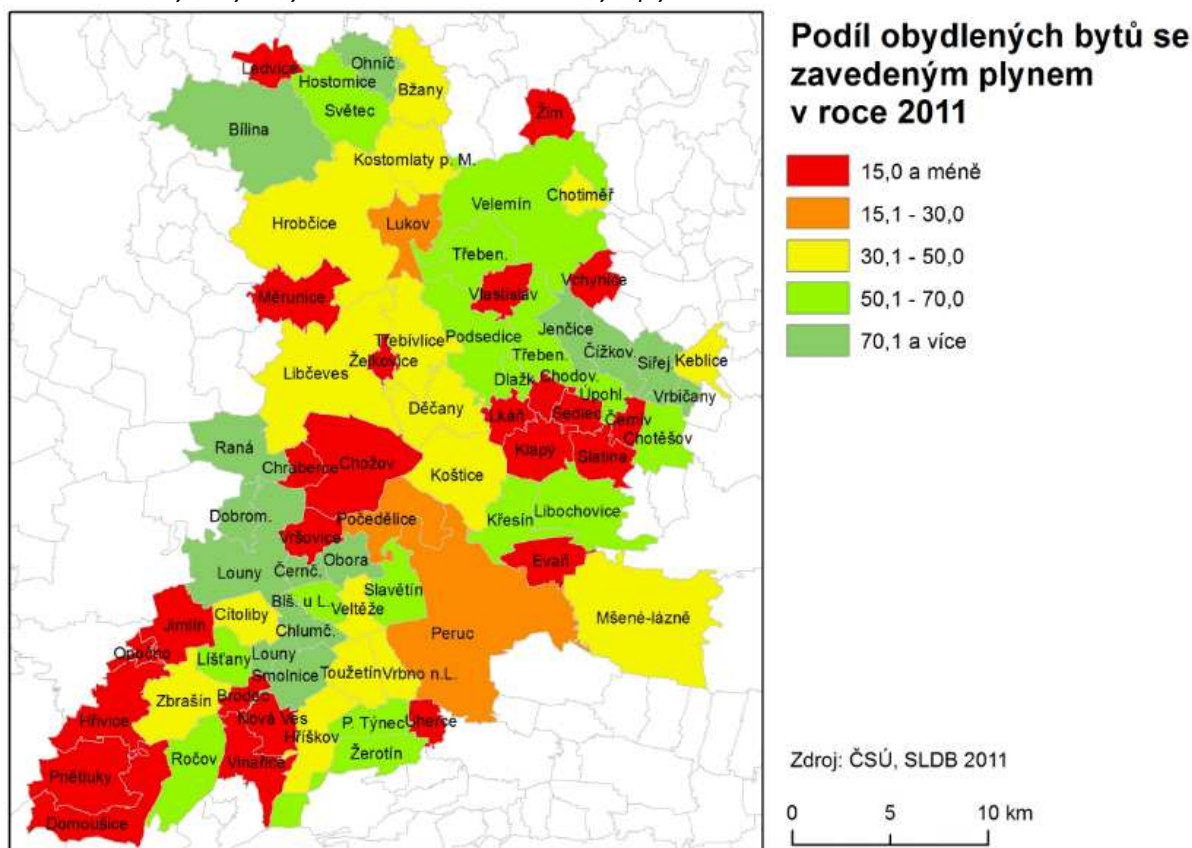 Podíl obydlených bytů se
zavedeným plynem
v roce 2011
15,0 a méně
15,1 - 30,0
30,1 - 50,0
50,1 - 70,0
70,1 a více
Zdroj: ČSÚ, SLDB 2011
0 10 km
Ledvice
Ohníč
Hostomice
Bžany
Světec
Žim
Bílina
Kostomlaty p. M.
Chotiměř
Velemín
Hrobčice
Lukov
Třeben.
Vchynice
Měrunice
Vlastislav
Jenčice
Třebívlice
Podsedice
Žejkovice
Třeben.
Čížkov.
Siřej.
Keblice
Libčeves
Dlažk.
Chodov.
Úpohl.
Vrbičany
Děčany
Lkáň
Sedlec
Černiv
Chotěšov
Raná
Chraberce
Chožov
Klapý
Slatina
Koštice
Dobrom.
Počedělice
Křesín
Libochovice
Vršovice
Obora
Evaň
Louny
Černč.
Slavětín
Blš. u L.
Veltěže
Mšené-lázně
Cítoliby
Jimlín
Chlumč.
Peruc
Opočno
Líšťany
Louny
Smolnice
Toužetín
Vrbno n.L.
Zbrašín
Brodec
Hřivice
Nová Ves
P. Týnec
Úherce
Hříškov
Ročov
Vinařice
Žerotín
Pnětluky
Domoušice